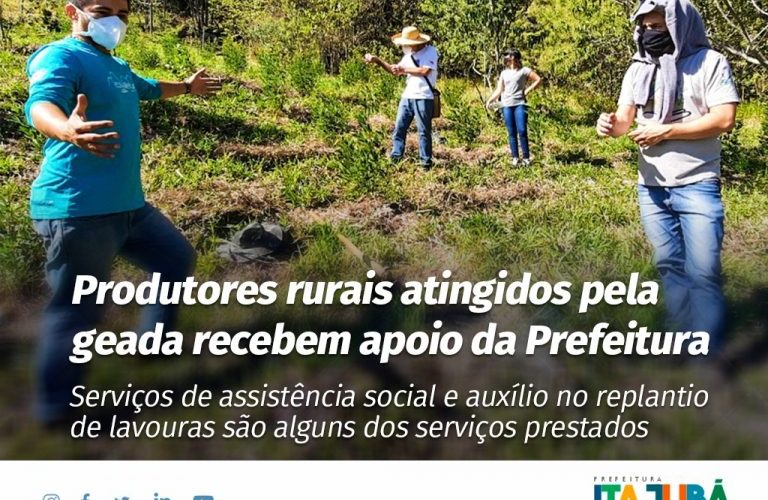 Produtores rurais atingidos pela
geada recebem apoio da Prefeitura
Serviços de assistência social e auxílio no replantio
de lavouras são alguns dos serviços prestados
PREFEITURA
ITAJUBÁ